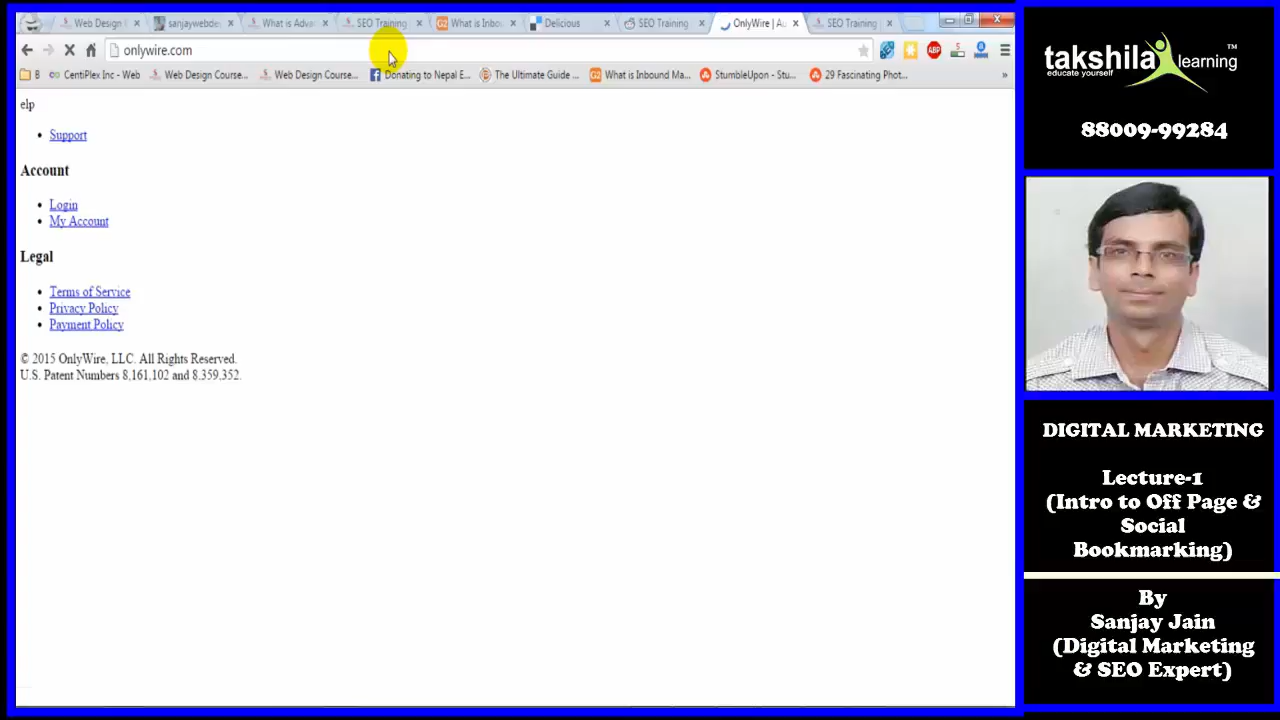 Web Design
sanjaywebde
What is Adva
SEO Training
What is Inbo
Delicious
SEO Training
OnlyWire | Au
SEO Training
onlywire.com
ABP
B
CentiPlex Inc - Web
Web Design Course...
Web Design Course...
Donating to Nepal E...
The Ultimate Guide ...
What is Inbound Ma...
StumbleUpon - Stu...
29 Fascinating Phot...
»
elp
• Support
Account
• Login
• My Account
Legal
• Terms of Service
• Privacy Policy
• Payment Policy
© 2015 OnlyWire, LLC. All Rights Reserved.
U.S. Patent Numbers 8,161,102 and 8,359,352.
takshila learning ™
educate yourself
88009-99284
DIGITAL MARKETING
Lecture-1
(Intro to Off Page &
Social
Bookmarking)
By
Sanjay Jain
(Digital Marketing
& SEO Expert)